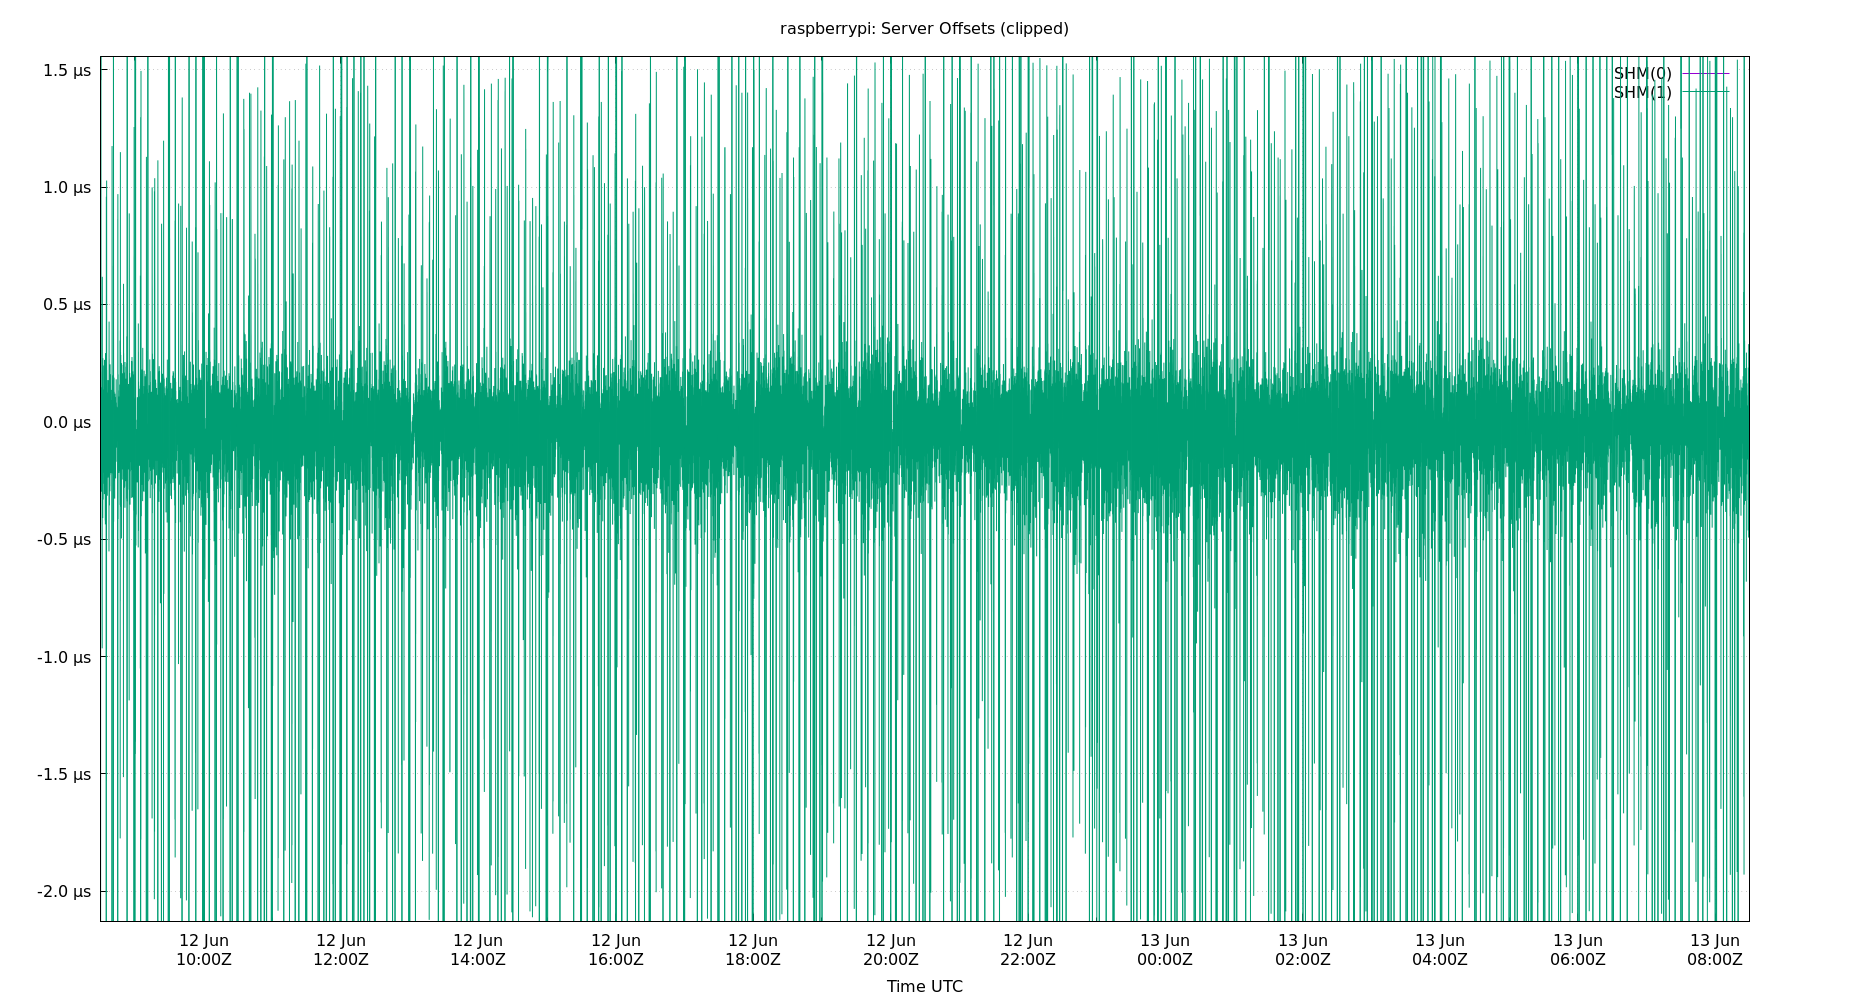 raspberrypi: Server Offsets (clipped)
1.5 µs
1.0 µs
0.5 µs
0.0 µs
-0.5 µs
-1.0 µs
-1.5 µs
-2.0 µs
SHM(0)
SHM(1)
12 Jun 12 Jun 12 Jun 12 Jun 12 Jun 12 Jun 12 Jun 13 Jun 13 Jun 13 Jun 13 Jun 13 Jun
10:00Z 12:00Z 14:00Z 16:00Z 18:00Z 20:00Z 22:00Z 00:00Z 02:00Z 04:00Z 06:00Z 08:00Z
Time UTC